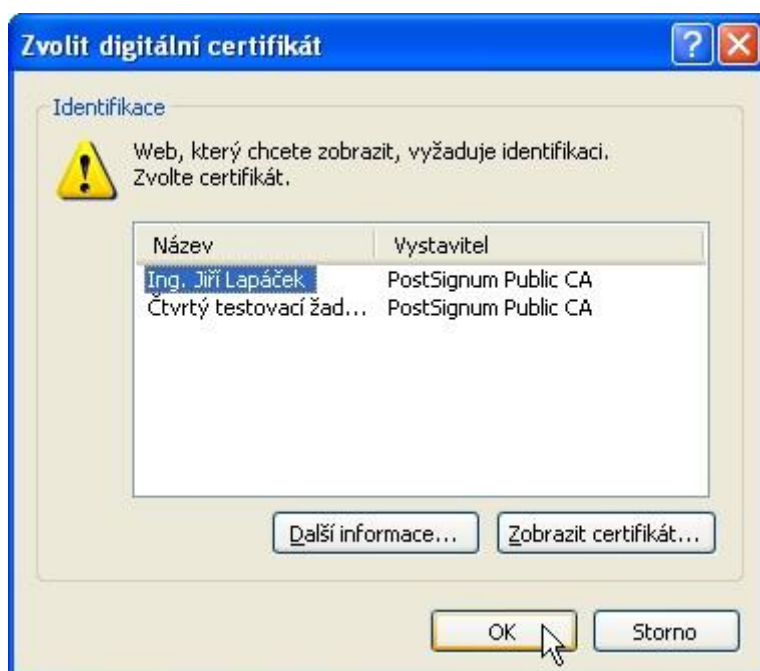 Zvolit digitální certifikát
Identifikace
Web, který chcete zobrazit, vyžaduje identifikaci.
Zvolte certifikát.
Název Vystavitel
Ing. Jiří Lapáček PostSignum Public CA
Čtvrtý testovací žad... PostSignum Public CA
Další informace... Zobrazit certifikát...
OK Storno